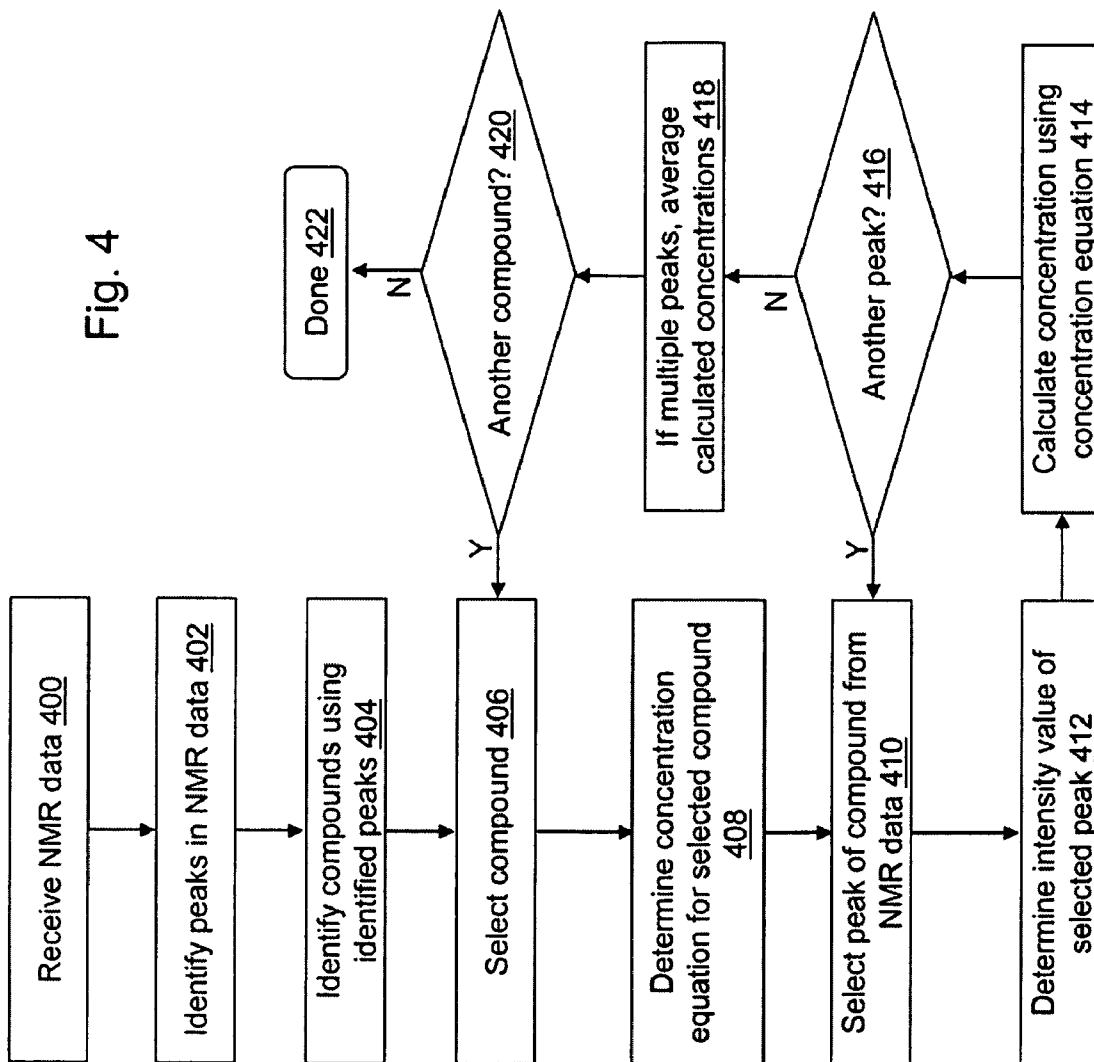 Fig. 4
Receive NMR data 400
Identify peaks in NMR data 402
Identify compounds using
identified peaks 404
Select compound 406
Determine concentration
equation for selected compound
408
Select peak of compound from
NMR data 410
Determine intensity value of
selected peak 412
Calculate concentration using
concentration equation 414
Another peak? 416
Y
N
If multiple peaks, average
calculated concentrations 418
Another compound? 420
Y
N
Done 422